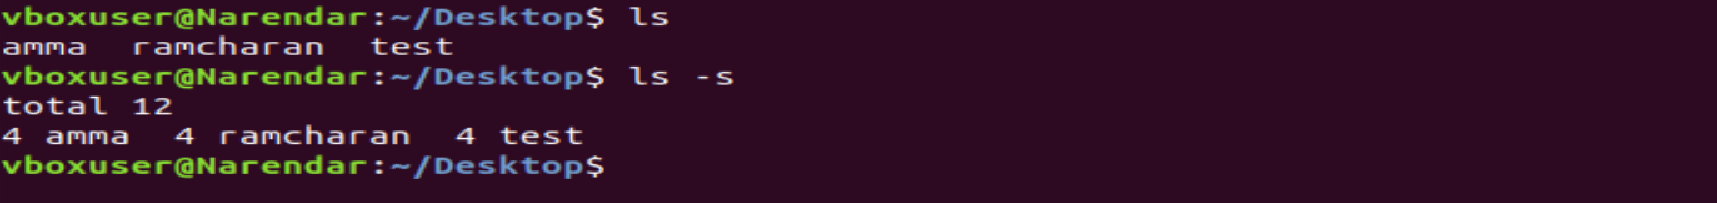 vboxuser@Narendar:~/Desktop$ ls
amma  ramcharan  test
vboxuser@Narendar:~/Desktop$ ls -s
total 12
4 amma  4 ramcharan  4 test
vboxuser@Narendar:~/Desktop$